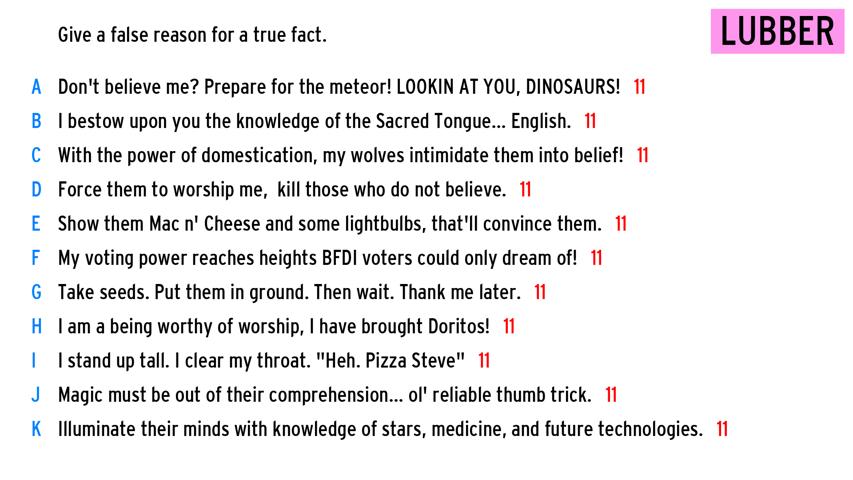 Give a false reason for a true fact.
LUBBER
A Don't believe me? Prepare for the meteor! LOOKIN AT YOU, DINOSAURS! 11
B I bestow upon you the knowledge of the Sacred Tongue... English. 11
C With the power of domestication, my wolves intimidate them into belief! 11
D Force them to worship me,  kill those who do not believe. 11
E Show them Mac n' Cheese and some lightbulbs, that'll convince them. 11
F My voting power reaches heights BFDI voters could only dream of! 11
G Take seeds. Put them in ground. Then wait. Thank me later. 11
H I am a being worthy of worship, I have brought Doritos! 11
I I stand up tall. I clear my throat. "Heh. Pizza Steve" 11
J Magic must be out of their comprehension... ol' reliable thumb trick. 11
K Illuminate their minds with knowledge of stars, medicine, and future technologies. 11